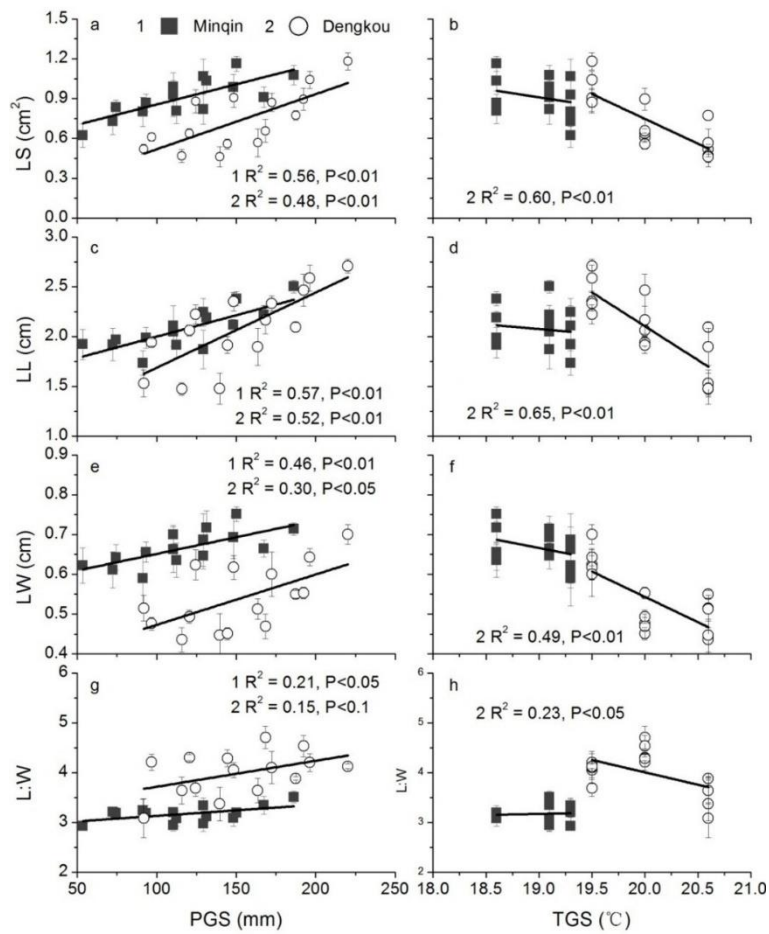 a 1 Minqin 2 Dengkou b
1.5
1.2
0.9
0.6
0.3
0.0
LS (cm²)
1 R² = 0.56, P<0.01
2 R² = 0.48, P<0.01
2 R² = 0.60, P<0.01
c d
3.0
2.5
2.0
1.5
1.0
LL (cm)
1 R² = 0.57, P<0.01
2 R² = 0.52, P<0.01
2 R² = 0.65, P<0.01
e f
0.9
0.8
0.7
0.6
0.5
0.4
LW (cm)
1 R² = 0.46, P<0.01
2 R² = 0.30, P<0.05
2 R² = 0.49, P<0.01
g h
6
5
4
3
2
L:W
1 R² = 0.21, P<0.05
2 R² = 0.15, P<0.1
6
5
4
3
2
L:W
2 R² = 0.23, P<0.05
50 100 150 200 250
PGS (mm)
18.0 18.5 19.0 19.5 20.0 20.5 21.0
TGS (℃)